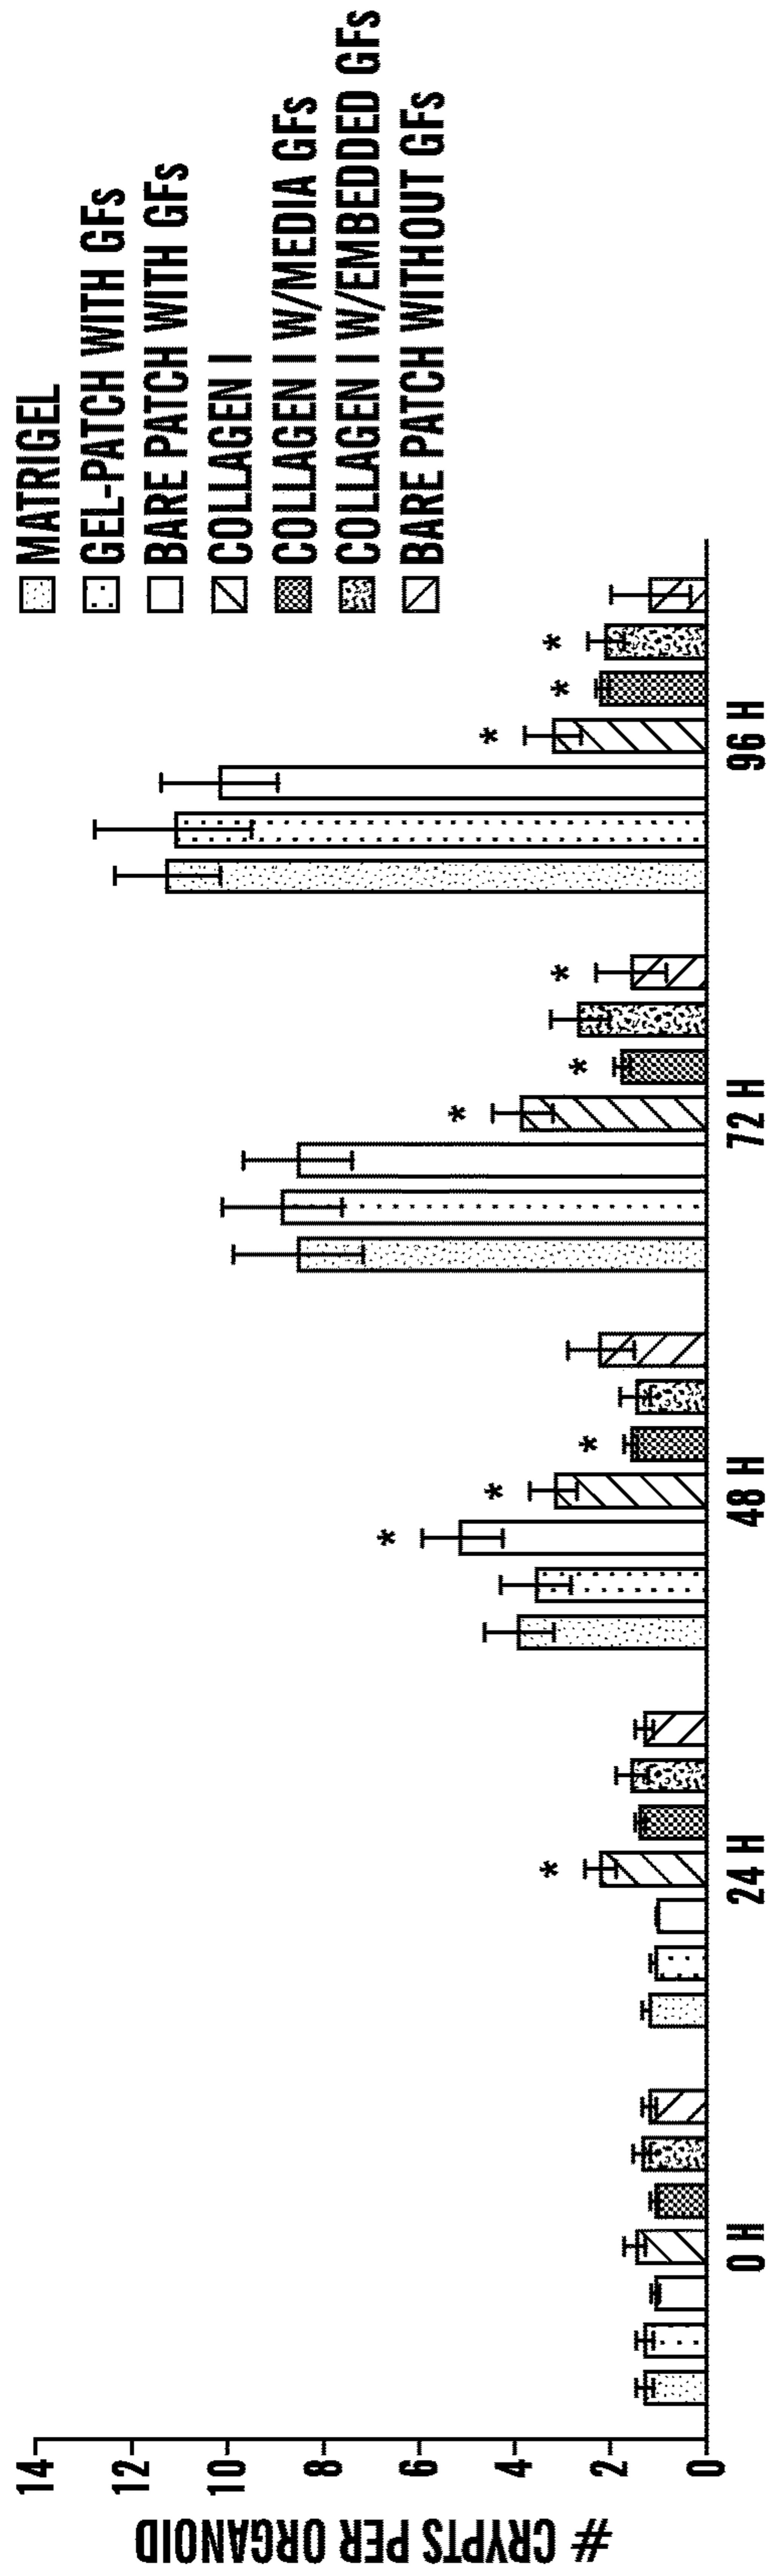 # CRYPTS PER ORGANOID
14
12
10
8
6
4
2
0
0 H
24 H
48 H
72 H
96 H
*
*
*
*
*
*
*
*
*
*
MATRIGEL
GEL-PATCH WITH GFs
BARE PATCH WITH GFs
COLLAGEN I
COLLAGEN I W/MEDIA GFs
COLLAGEN I W/EMBEDDED GFs
BARE PATCH WITHOUT GFs